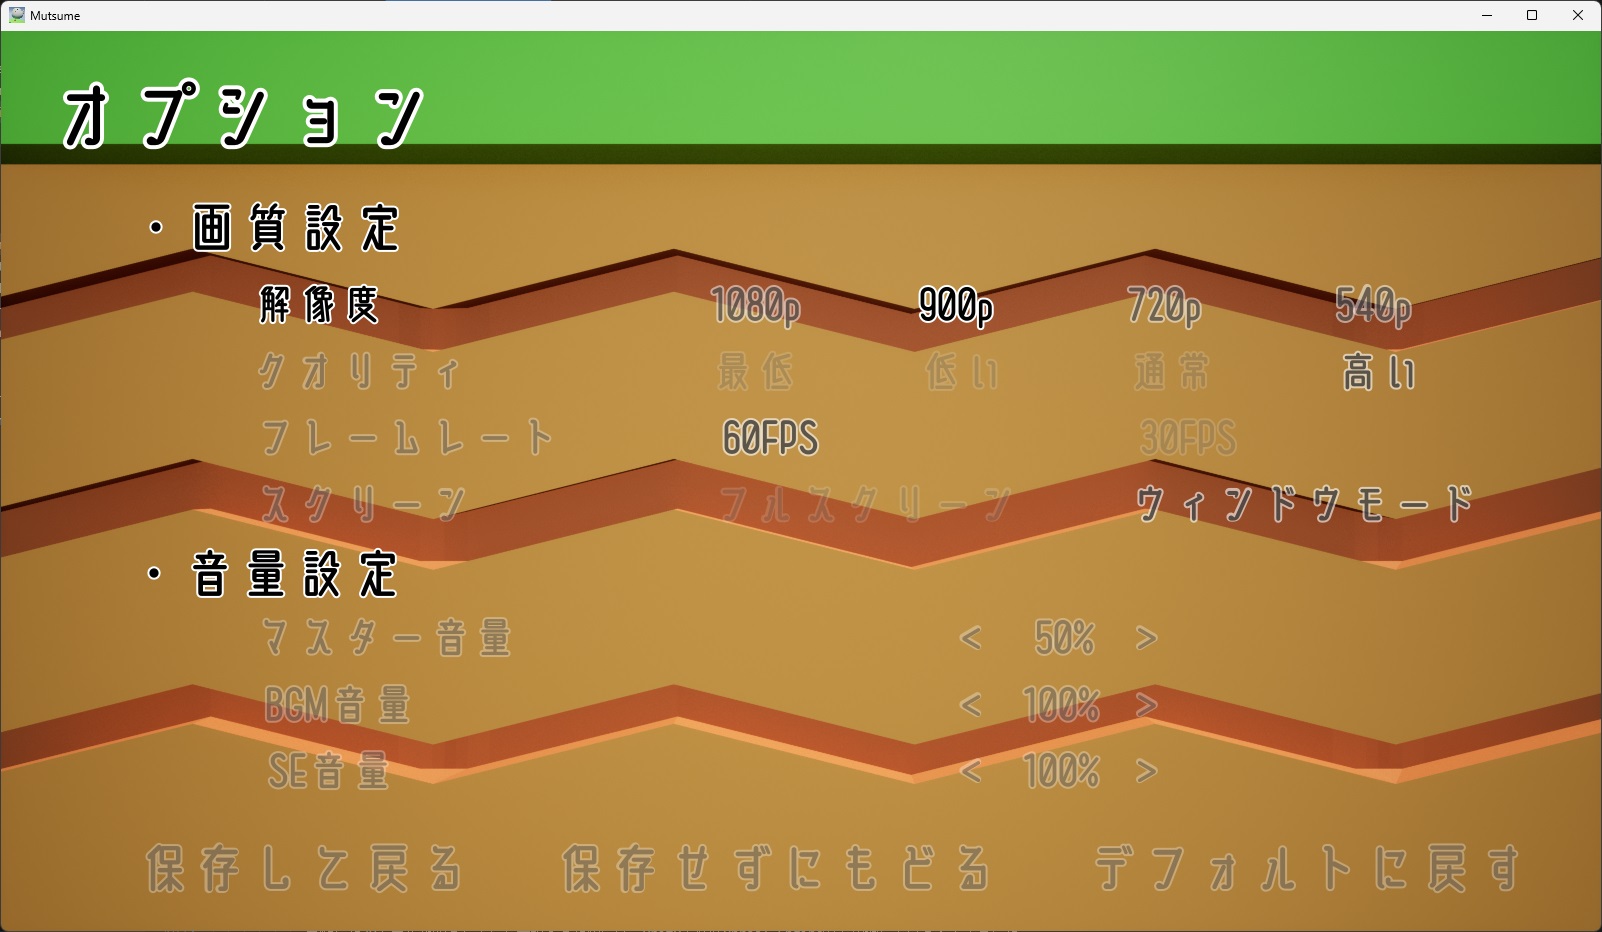 Mutsume
オプション
・画質設定
解像度 1080p 900p 720p 540p
クオリティ 最低 低い 通常 高い
フレームレート 60FPS 30FPS
スクリーン フルスクリーン ウィンドウモード
・音量設定
マスター音量 < 50% >
BGM音量 < 100% >
SE音量 < 100% >
保存して戻る 保存せずにもどる デフォルトに戻す